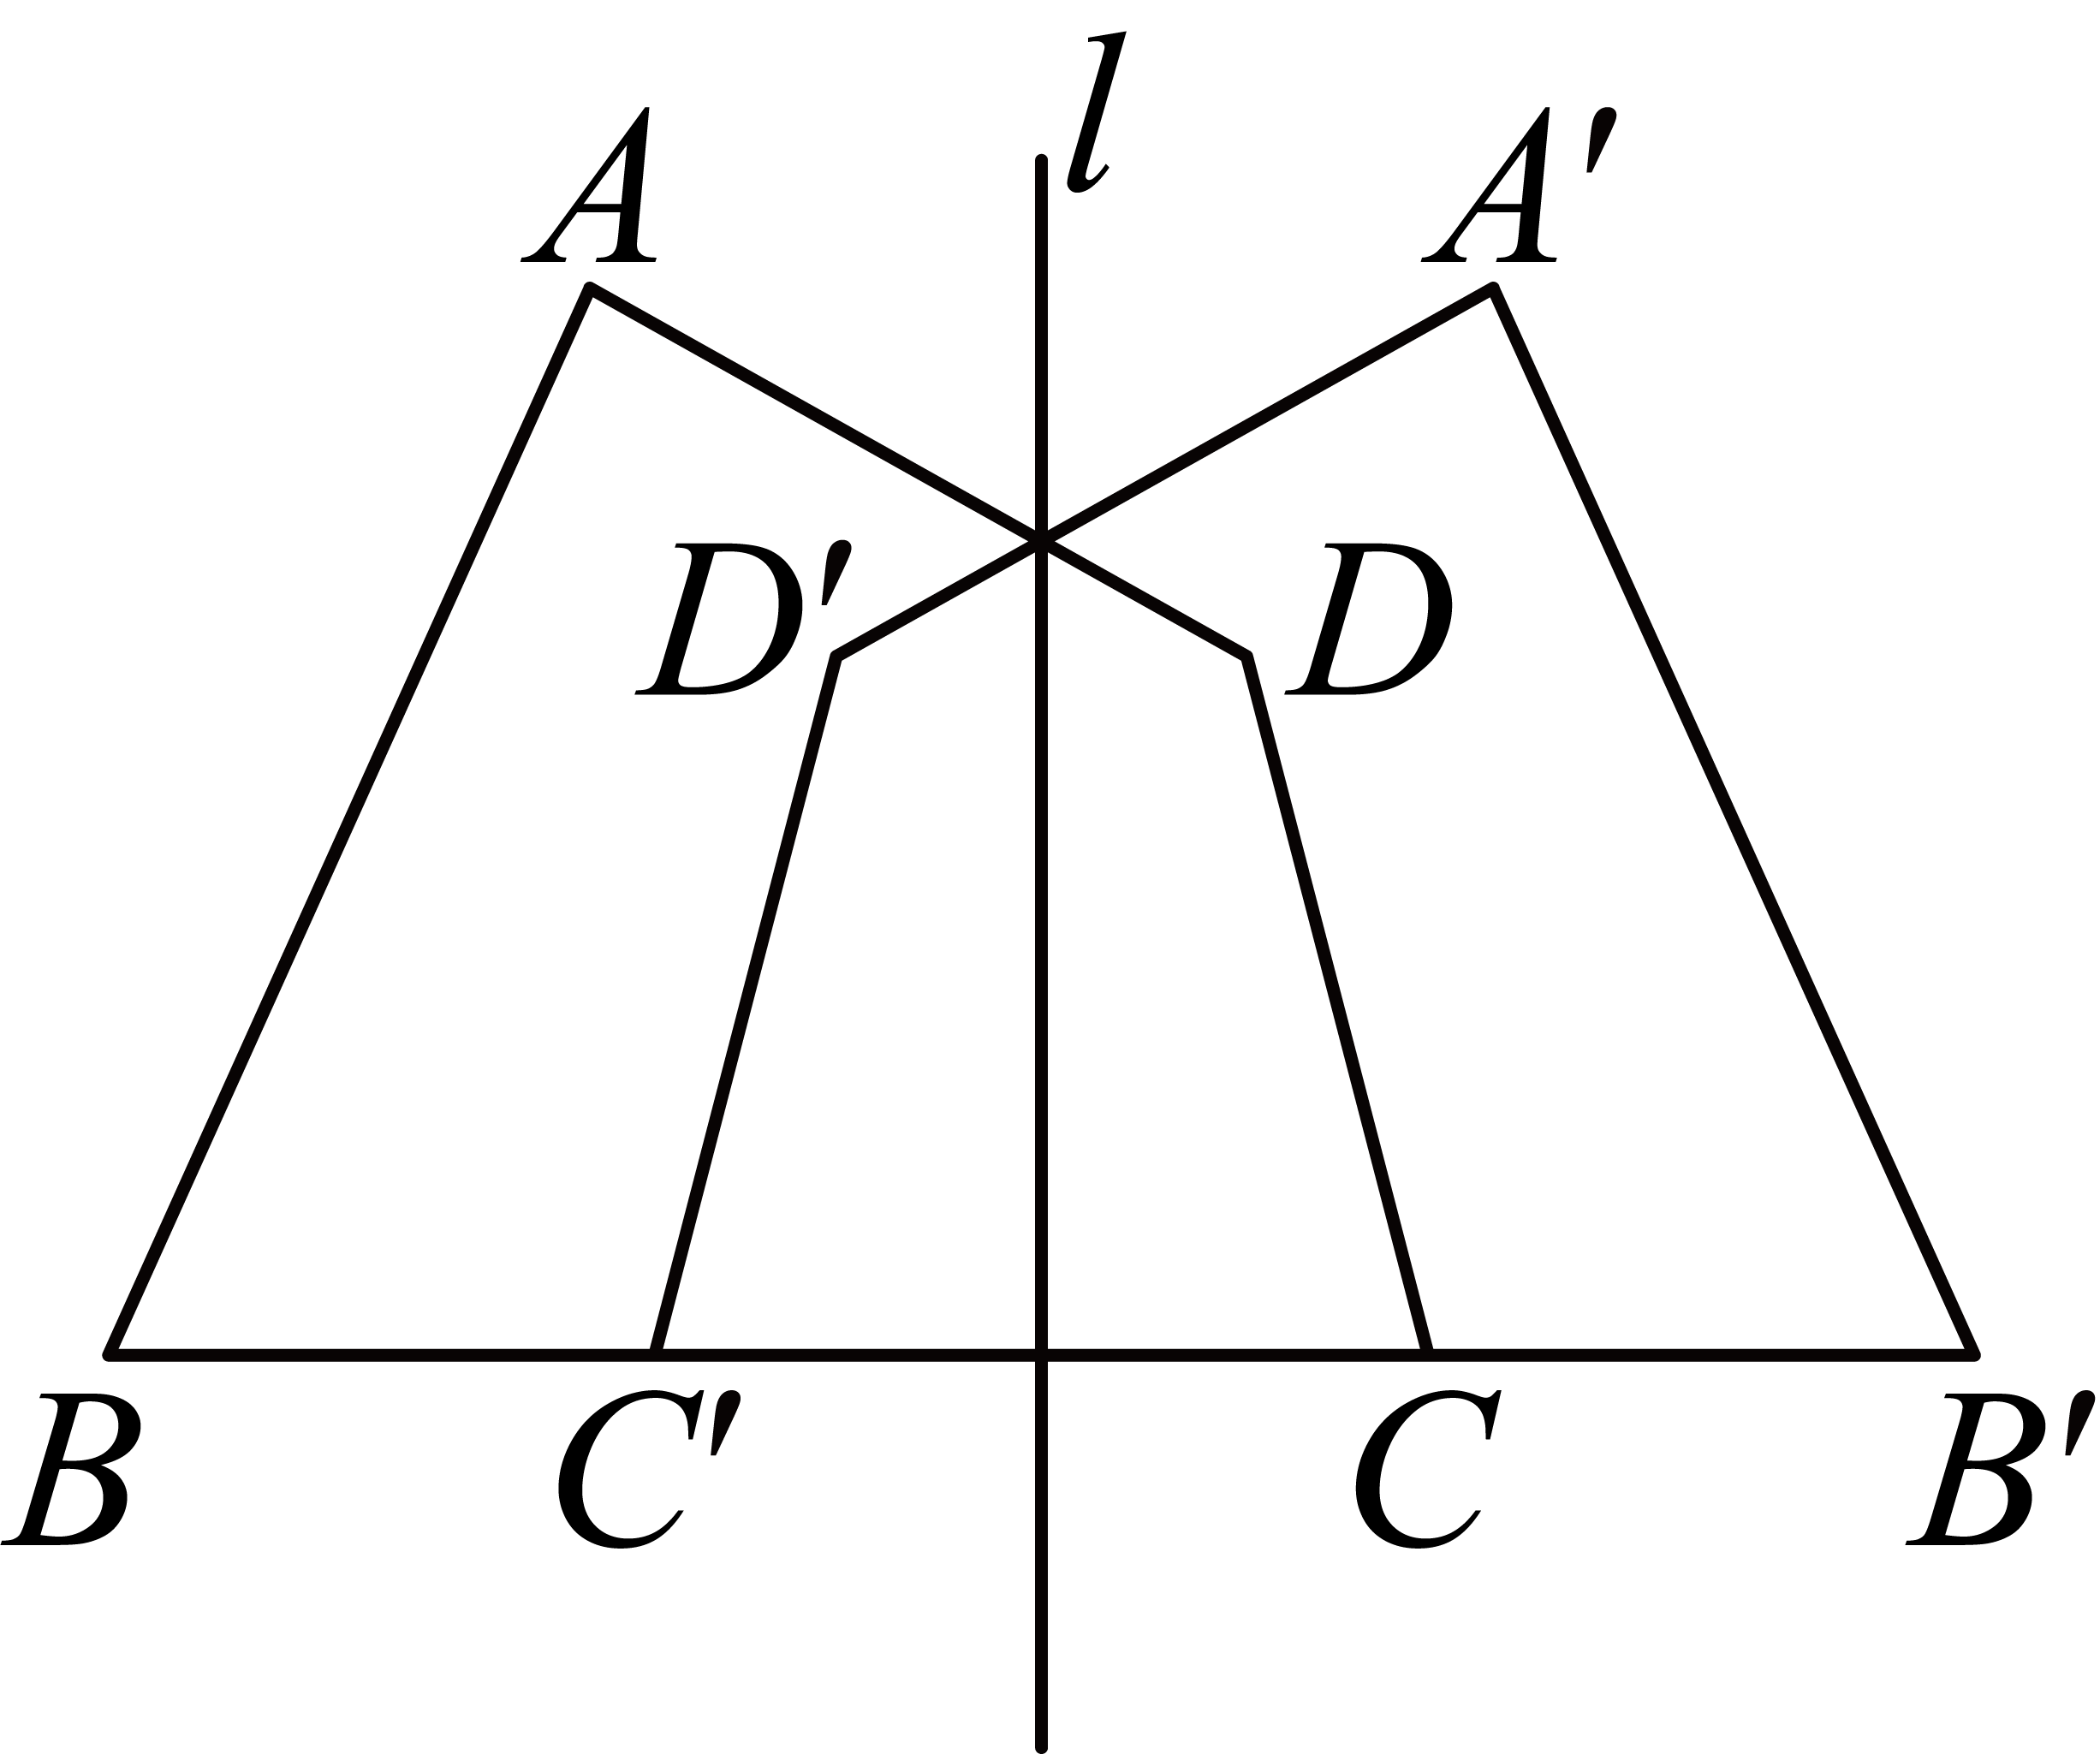 l
A A′
D′ D
B C′ C B′